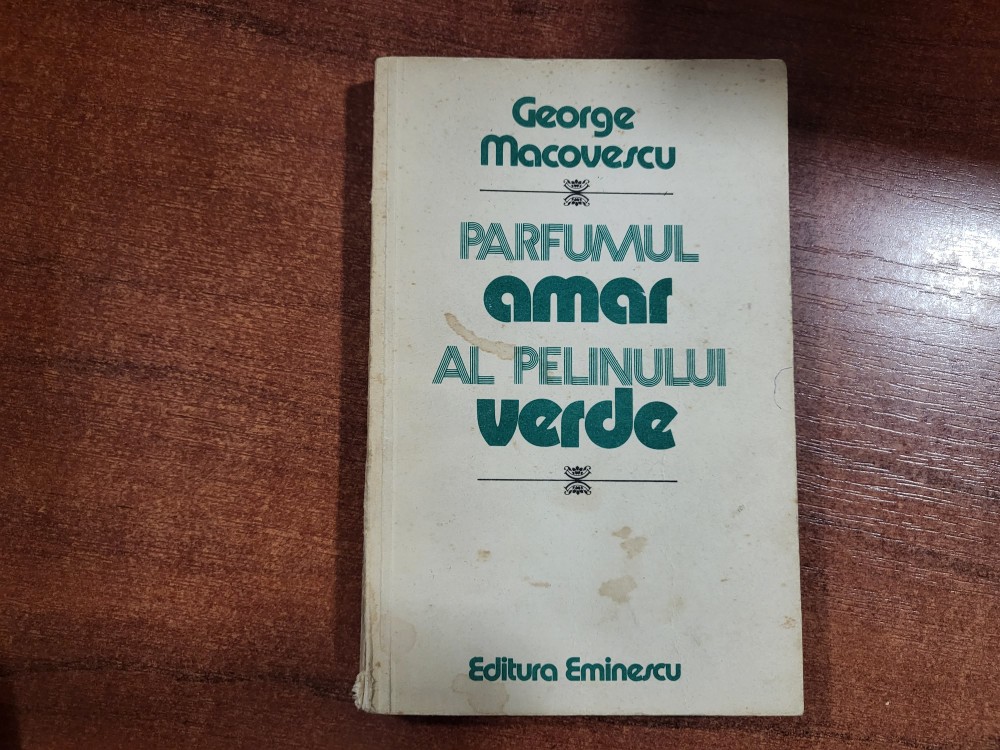 George
Macovescu
PARFUMUL
amar
AL PELINULUI
verde
Editura Eminescu